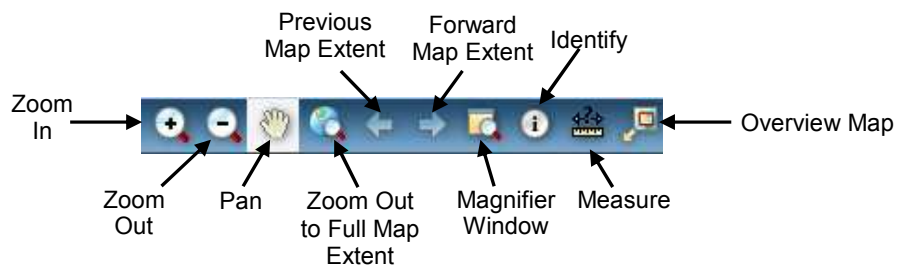 Previous
Map Extent
Forward
Map Extent
Identify
Zoom
In
Overview Map
Zoom
Out
Pan
Zoom Out
to Full Map
Extent
Magnifier
Window
Measure